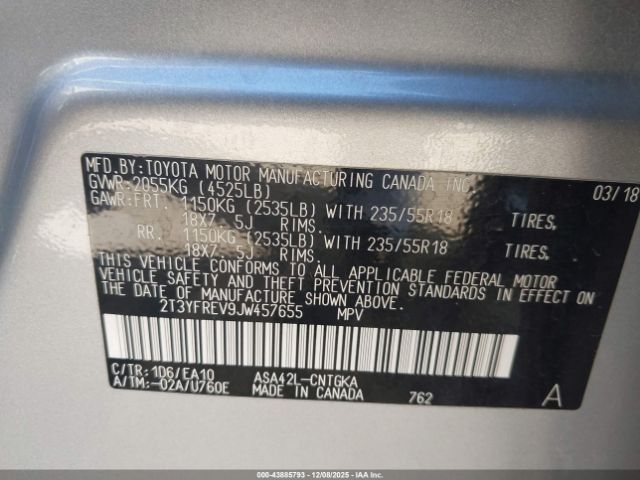 MFD.BY:TOYOTA MOTOR MANUFACTURING CANADA INC. 03/18
GVWR-2055KG (4525LB)
GAWR:FRT. 1150KG (2535LB) WITH 235/55R18 TIRES,
18X7. 5J RIMS.
RR. 1150KG (2535LB) WITH 235/55R18 TIRES,
18X7. 5J RIMS.
THIS VEHICLE CONFORMS TO ALL APPLICABLE FEDERAL MOTOR
VEHICLE SAFETY AND THEFT PREVENTION STANDARDS IN EFFECT ON
THE DATE OF MANUFACTURE SHOWN ABOVE.
2T3YFREV9JW457655 MPV
C/TR:1D6/EA10 ASA42L-CNTGKA
A/TM:-02A/U760E MADE IN CANADA 762 A
000-43885793 - 12/08/2025 - IAA Inc.